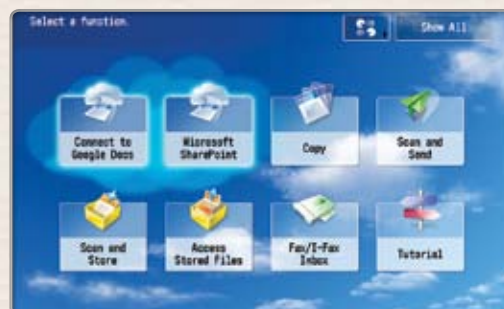 Select a function.
Show All
Connect to
Google Docs
Microsoft
SharePoint
Copy
Scan and
Send
Scan and
Store
Access
Stored Files
Fax/I-Fax
Inbox
Tutorial